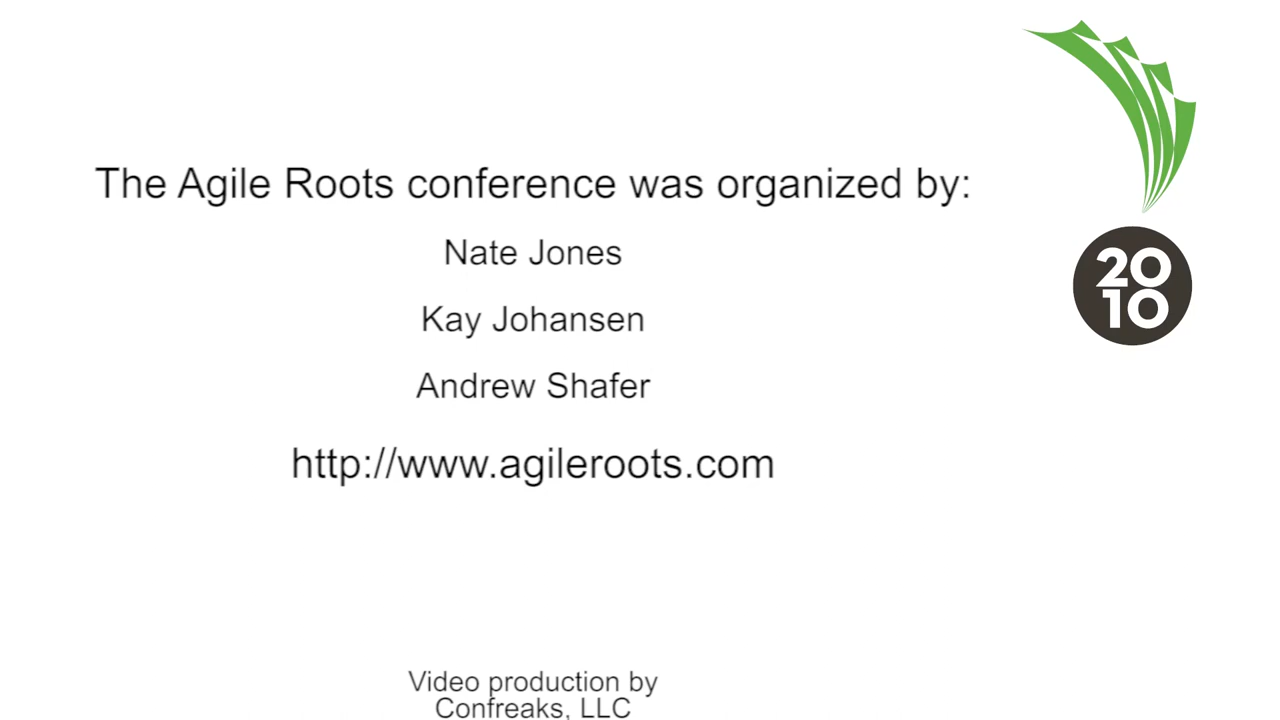 The Agile Roots conference was organized by:
Nate Jones
Kay Johansen
Andrew Shafer
http://www.agileroots.com
20
10
Video production by
Confreaks, LLC